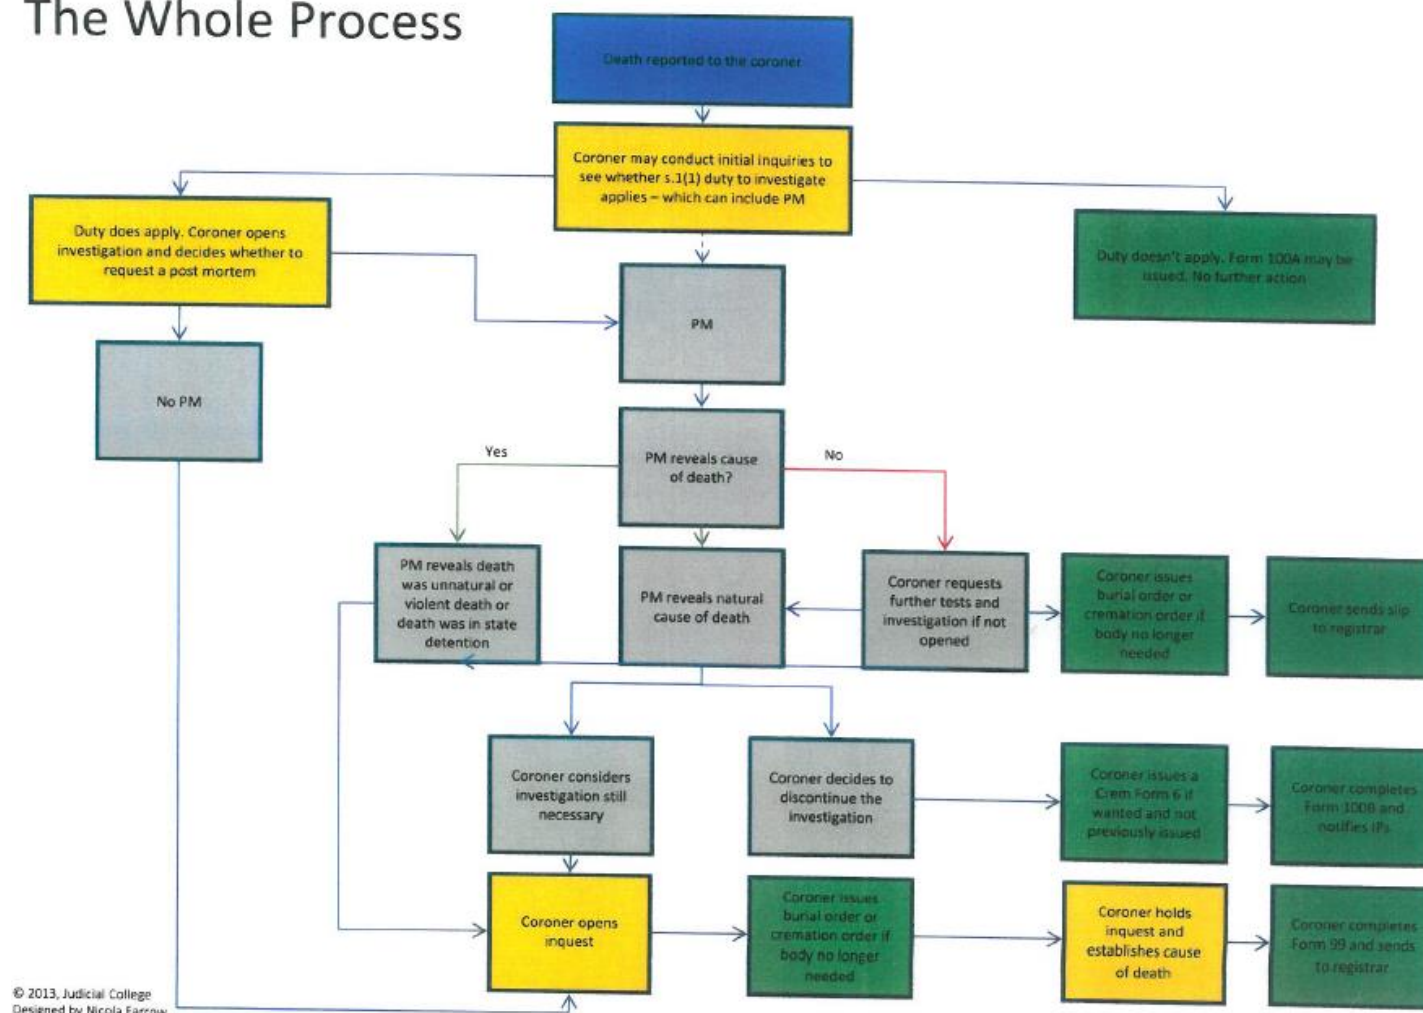 The Whole Process
Death reported to the coroner
Coroner may conduct initial inquiries to
see whether s.1(1) duty to investigate
applies – which can include PM
Duty does apply. Coroner opens
investigation and decides whether to
request a post mortem
Duty doesn't apply. Form 100A may be
issued. No further action
PM
No PM
Yes
PM reveals cause
of death?
No
PM reveals death
was unnatural or
violent death or
death was in state
detention
PM reveals natural
cause of death
Coroner requests
further tests and
investigation if not
opened
Coroner issues
burial order or
cremation order if
body no longer
needed
Coroner sends slip
to registrar
Coroner considers
investigation still
necessary
Coroner decides to
discontinue the
investigation
Coroner issues a
Crem Form 6 if
wanted and not
previously issued
Coroner completes
Form 100B and
notifies IPs
Coroner opens
inquest
Coroner issues
burial order or
cremation order if
body no longer
needed
Coroner holds
inquest and
establishes cause
of death
Coroner completes
Form 99 and sends
to registrar
© 2013, Judicial College
Designed by Nicola Farrow